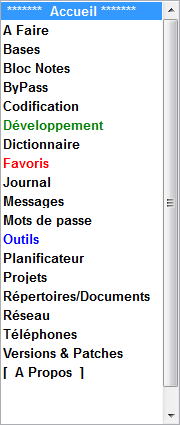 ******* Accueil *******
A Faire
Bases
Bloc Notes
ByPass
Codification
Développement
Dictionnaire
Favoris
Journal
Messages
Mots de passe
Outils
Planificateur
Projets
Répertoires/Documents
Réseau
Téléphones
Versions & Patches
[ A Propos ]